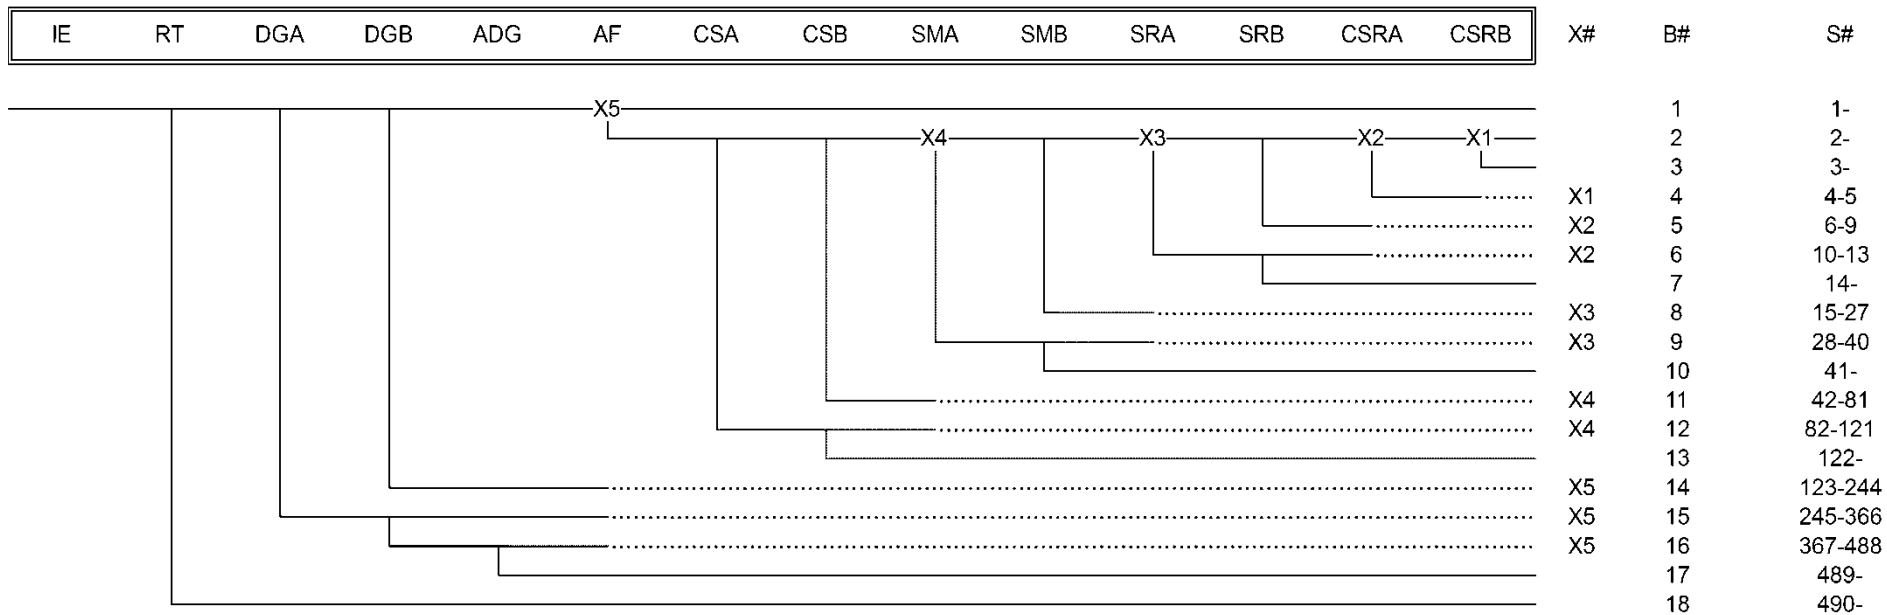 IE RT DGA DGB ADG AF CSA CSB SMA SMB SRA SRB CSRA CSRB X# B# S#
X5 1 1-
X4 X3 X2 X1 2 2-
3 3-
X1 4 4-5
X2 5 6-9
X2 6 10-13
7 14-
X3 8 15-27
X3 9 28-40
10 41-
X4 11 42-81
X4 12 82-121
13 122-
X5 14 123-244
X5 15 245-366
X5 16 367-488
17 489-
18 490-